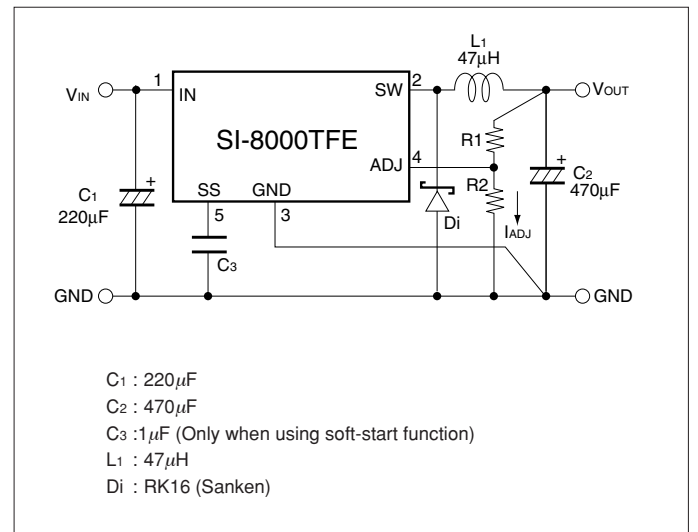 L1
47μH
1
2
VIN
IN
SW
VOUT
SI-8000TFE
R1
ADJ
4
C1
220μF
+
SS
GND
R2
+
C2
470μF
5
3
Di
IADJ
C3
GND
GND
C1 : 220μF
C2 : 470μF
C3 :1μF (Only when using soft-start function)
L1 : 47μH
Di : RK16 (Sanken)